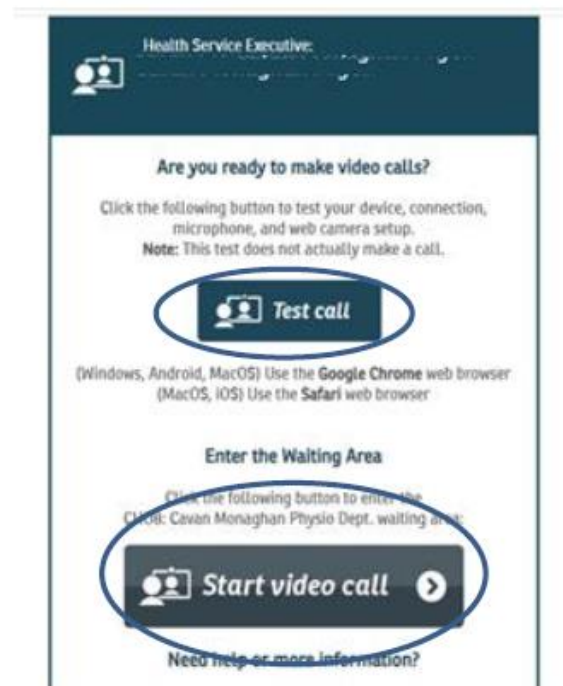 Health Service Executive:
Are you ready to make video calls?
Click the following button to test your device, connection,
microphone, and web camera setup.
Note: This test does not actually make a call.
Test call
(Windows, Android, MacOS) Use the Google Chrome web browser
(MacOS, iOS) Use the Safari web browser
Enter the Waiting Area
Click the following button to enter the
Cavan Monaghan Physio Dept. waiting area:
Start video call
Need help or more information?